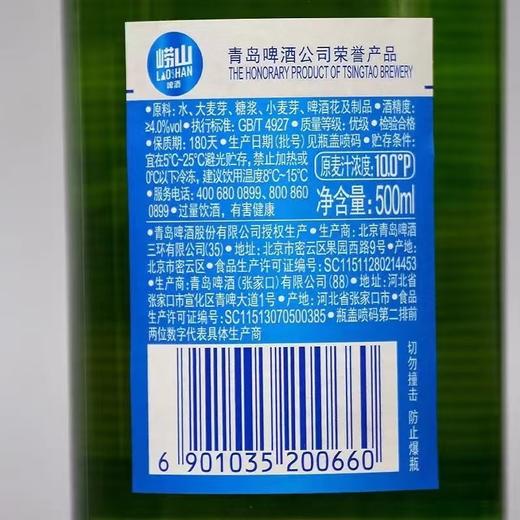 崂山
LAOSHAN
啤酒
青岛啤酒公司荣誉产品
THE HONORARY PRODUCT OF TSINGTAO BREWERY
•原料：水、大麦芽、糖浆、小麦芽、啤酒花及制品 •酒精度：
≥4.0%vol •执行标准：GB/T 4927 •质量等级：优级 •检验合格
•保质期：180天 •生产日期(批号)见瓶盖喷码 •贮存条件：
宜在5℃~25℃避光贮存，禁止加热或
0℃以下冷冻，建议饮用温度8℃~15℃
•服务电话：400 680 0899、800 860
0899 •过量饮酒，有害健康
原麦汁浓度：10.0°P
净含量：500ml
•青岛啤酒股份有限公司授权生产 •生产商：北京青岛啤酒
三环有限公司(35) •地址：北京市密云区果园西路9号 •产地：
北京市密云区 •食品生产许可证编号：SC11511280214453
•生产商：青岛啤酒（张家口）有限公司（88）•地址：河北省
张家口市宣化区青啤大道1号 •产地：河北省张家口市 •食品
生产许可证编号：SC11513070500385 •瓶盖喷码第二排前
两位数字代表具体生产商
切勿撞击 防止爆瓶
6 901035 200660